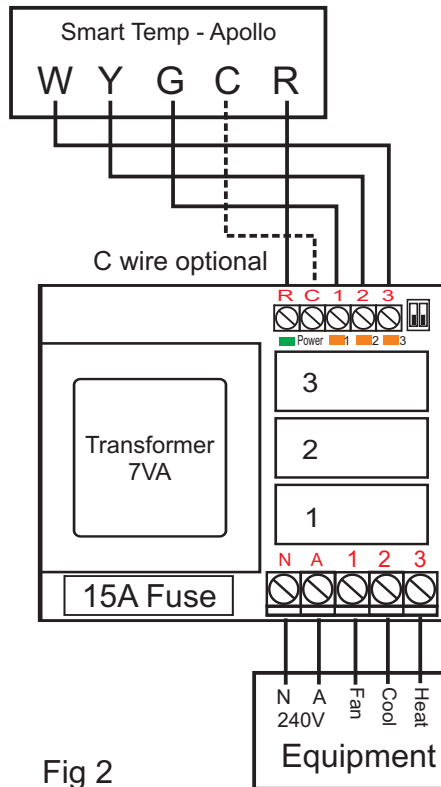 Smart Temp - Apollo
W Y G C R
C wire optional
R C 1 2 3
Power 1 2 3
3
Transformer
7VA
2
1
N A 1 2 3
15A Fuse
N A Fan Cool Heat
240V
Equipment
Fig 2